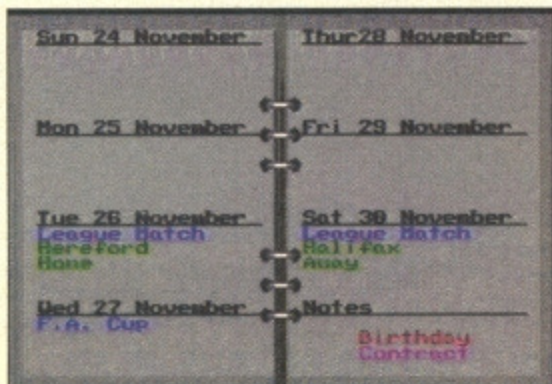 Sun 24 November
Mon 25 November
Tue 26 November
League Match
Hereford
Home
Wed 27 November
F.A. Cup
Thur28 November
Fri 29 November
Sat 30 November
League Match
Halifax
Away
Notes
Birthday
Contract